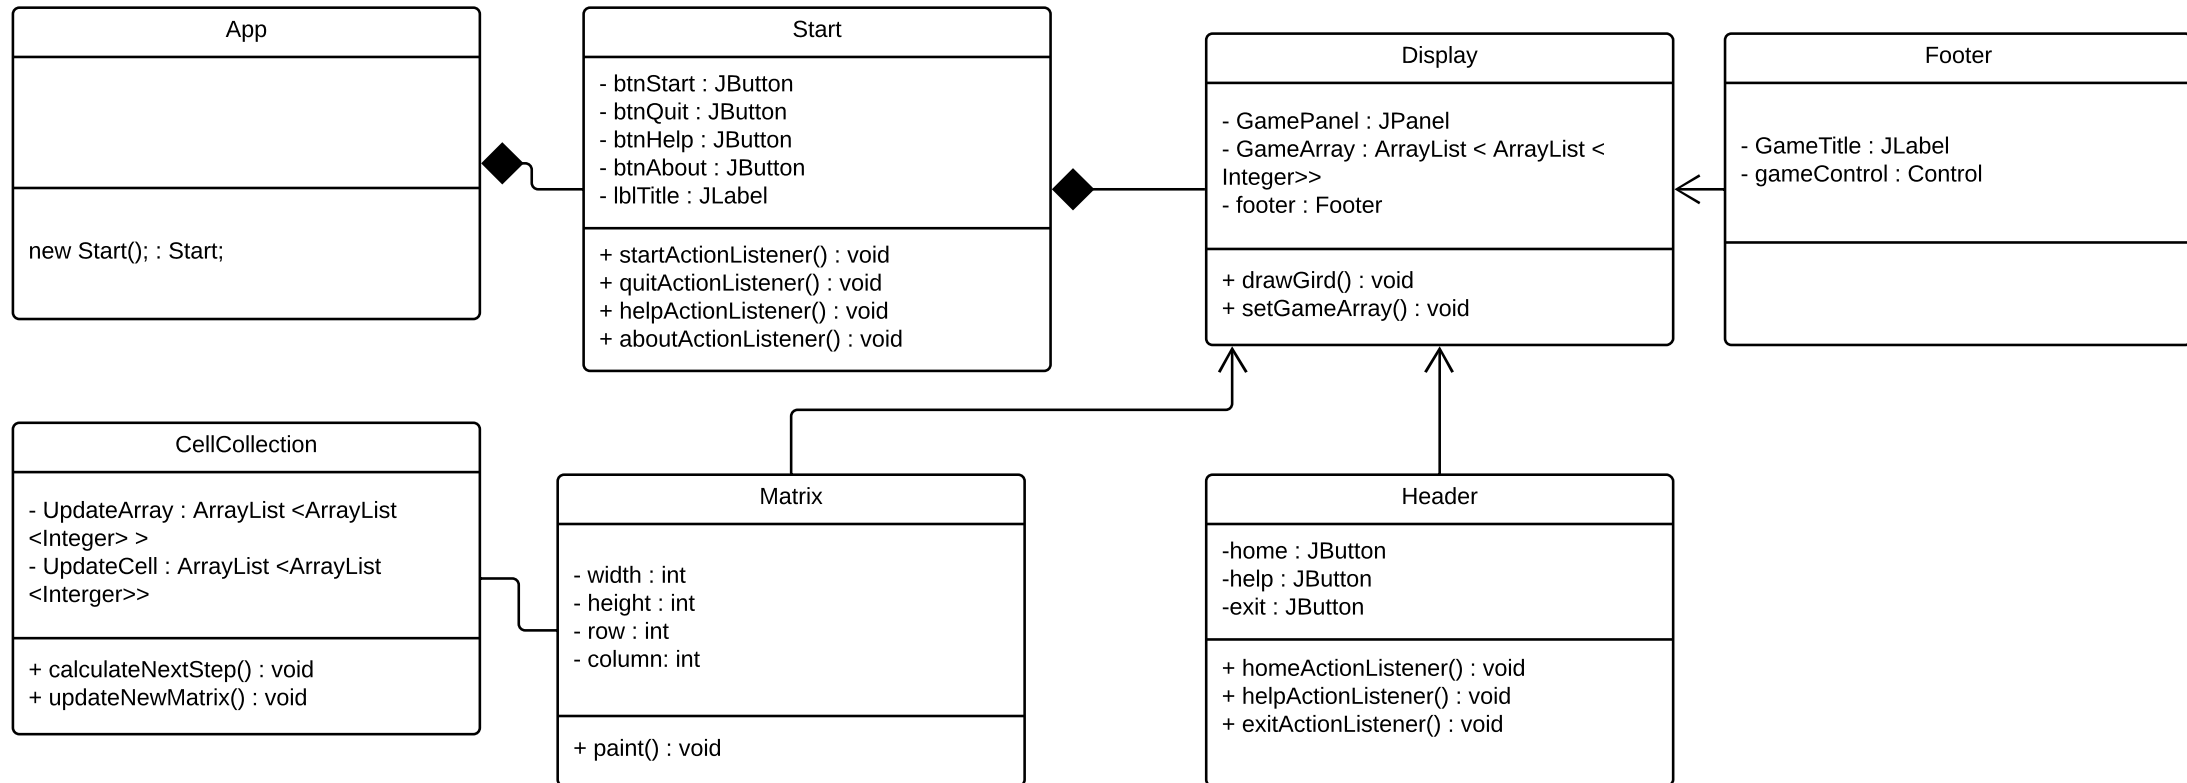 App
new Start(); : Start;
Start
- btnStart : JButton
- btnQuit : JButton
- btnHelp : JButton
- btnAbout : JButton
- lblTitle : JLabel
+ startActionListener() : void
+ quitActionListener() : void
+ helpActionListener() : void
+ aboutActionListener() : void
Display
- GamePanel : JPanel
- GameArray : ArrayList < ArrayList <
Integer>>
- footer : Footer
+ drawGird() : void
+ setGameArray() : void
Footer
- GameTitle : JLabel
- gameControl : Control
CellCollection
- UpdateArray : ArrayList <ArrayList
<Integer> >
- UpdateCell : ArrayList <ArrayList
<Interger>>
+ calculateNextStep() : void
+ updateNewMatrix() : void
Matrix
- width : int
- height : int
- row : int
- column: int
+ paint() : void
Header
-home : JButton
-help : JButton
-exit : JButton
+ homeActionListener() : void
+ helpActionListener() : void
+ exitActionListener() : void